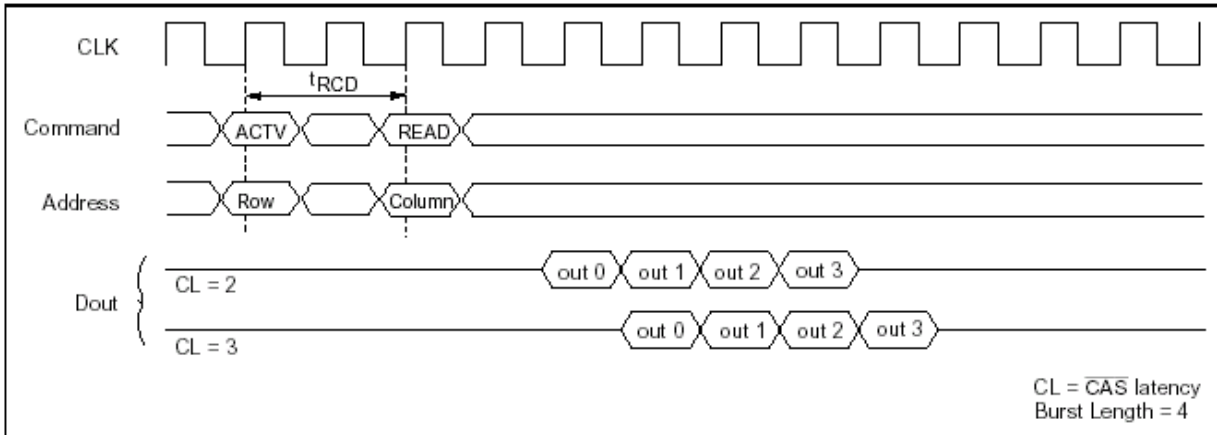 CLK
tRCD
Command
ACTV
READ
Address
Row
Column
Dout
CL = 2
out 0
out 1
out 2
out 3
CL = 3
out 0
out 1
out 2
out 3
CL = C̅A̅S̅ latency
Burst Length = 4